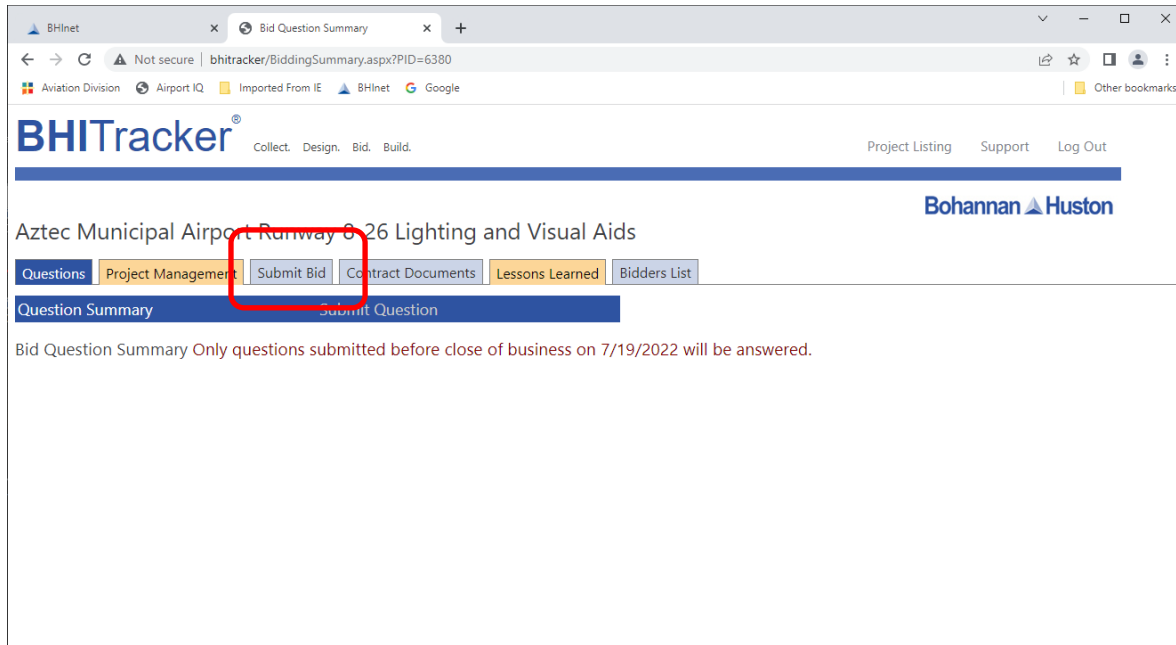 BHInet
Bid Question Summary
Not secure | bhitracker/BiddingSummary.aspx?PID=6380
Aviation Division Airport IQ Imported From IE BHInet G Google Other bookmarks
BHITracker® Collect. Design. Bid. Build. Project Listing Support Log Out
Bohannan Huston
Aztec Municipal Airport Runway 8-26 Lighting and Visual Aids
Questions Project Management Submit Bid Contract Documents Lessons Learned Bidders List
Question Summary Submit Question
Bid Question Summary Only questions submitted before close of business on 7/19/2022 will be answered.